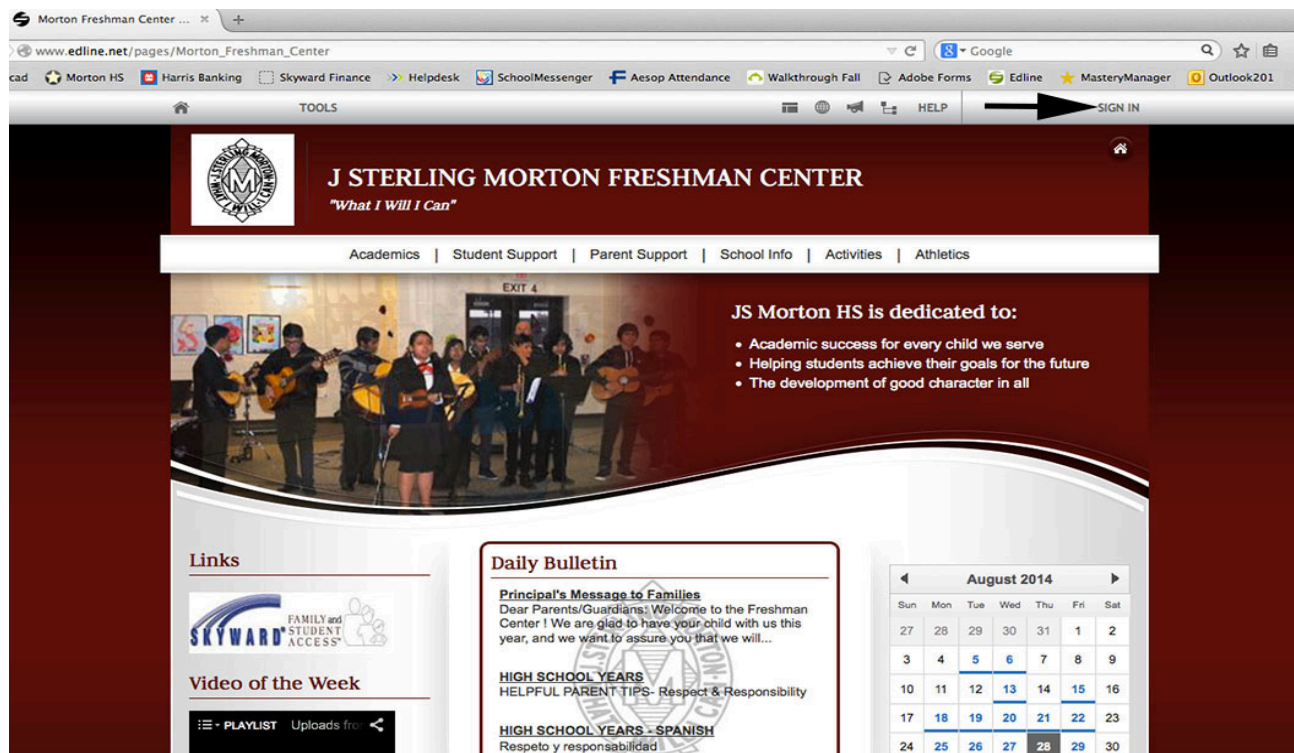 Morton Freshman Center ...
www.edline.net/pages/Morton_Freshman_Center
Google
cad Morton HS Harris Banking Skyward Finance Helpdesk SchoolMessenger Aesop Attendance Walkthrough Fall Adobe Forms Edline MasteryManager Outlook201
TOOLS HELP SIGN IN
J STERLING MORTON FRESHMAN CENTER
"What I Will I Can"
J.STERLING MORTON
WHAT I WILL I CAN
M
Academics | Student Support | Parent Support | School Info | Activities | Athletics
EXIT 4
JS Morton HS is dedicated to:
• Academic success for every child we serve
• Helping students achieve their goals for the future
• The development of good character in all
Links
SKYWARD® FAMILY and
STUDENT
ACCESS
Video of the Week
PLAYLIST Uploads fro
Daily Bulletin
Principal's Message to Families
Dear Parents/Guardians: Welcome to the Freshman
Center ! We are glad to have your child with us this
year, and we want to assure you that we will...
HIGH SCHOOL YEARS
HELPFUL PARENT TIPS- Respect & Responsibility
HIGH SCHOOL YEARS - SPANISH
Respeto y responsabilidad
August 2014
Sun Mon Tue Wed Thu Fri Sat
27 28 29 30 31 1 2
3 4 5 6 7 8 9
10 11 12 13 14 15 16
17 18 19 20 21 22 23
24 25 26 27 28 29 30